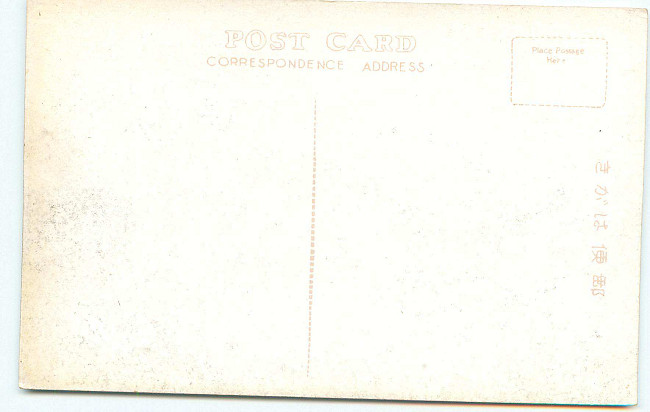 POST CARD
CORRESPONDENCE ADDRESS
Place Postage
Here
きがは便郵